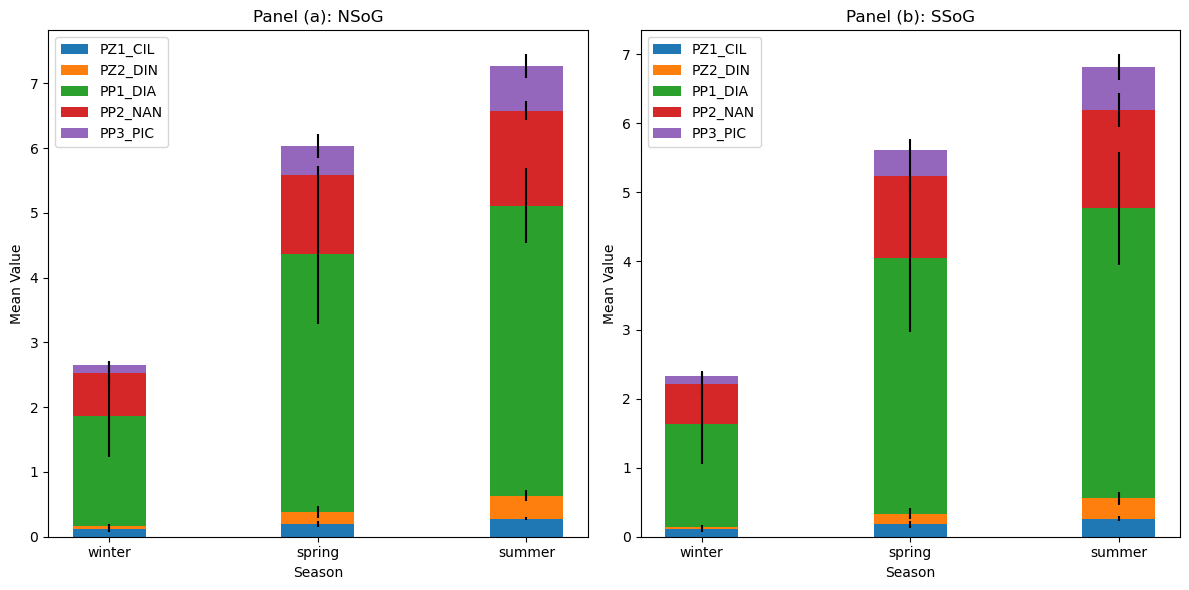 Panel (a): NSoG
PZ1_CIL
PZ2_DIN
PP1_DIA
PP2_NAN
PP3_PIC
7
6
5
4
3
2
1
0
Mean Value
winter spring summer
Season
Panel (b): SSoG
PZ1_CIL
PZ2_DIN
PP1_DIA
PP2_NAN
PP3_PIC
7
6
5
4
3
2
1
0
Mean Value
winter spring summer
Season